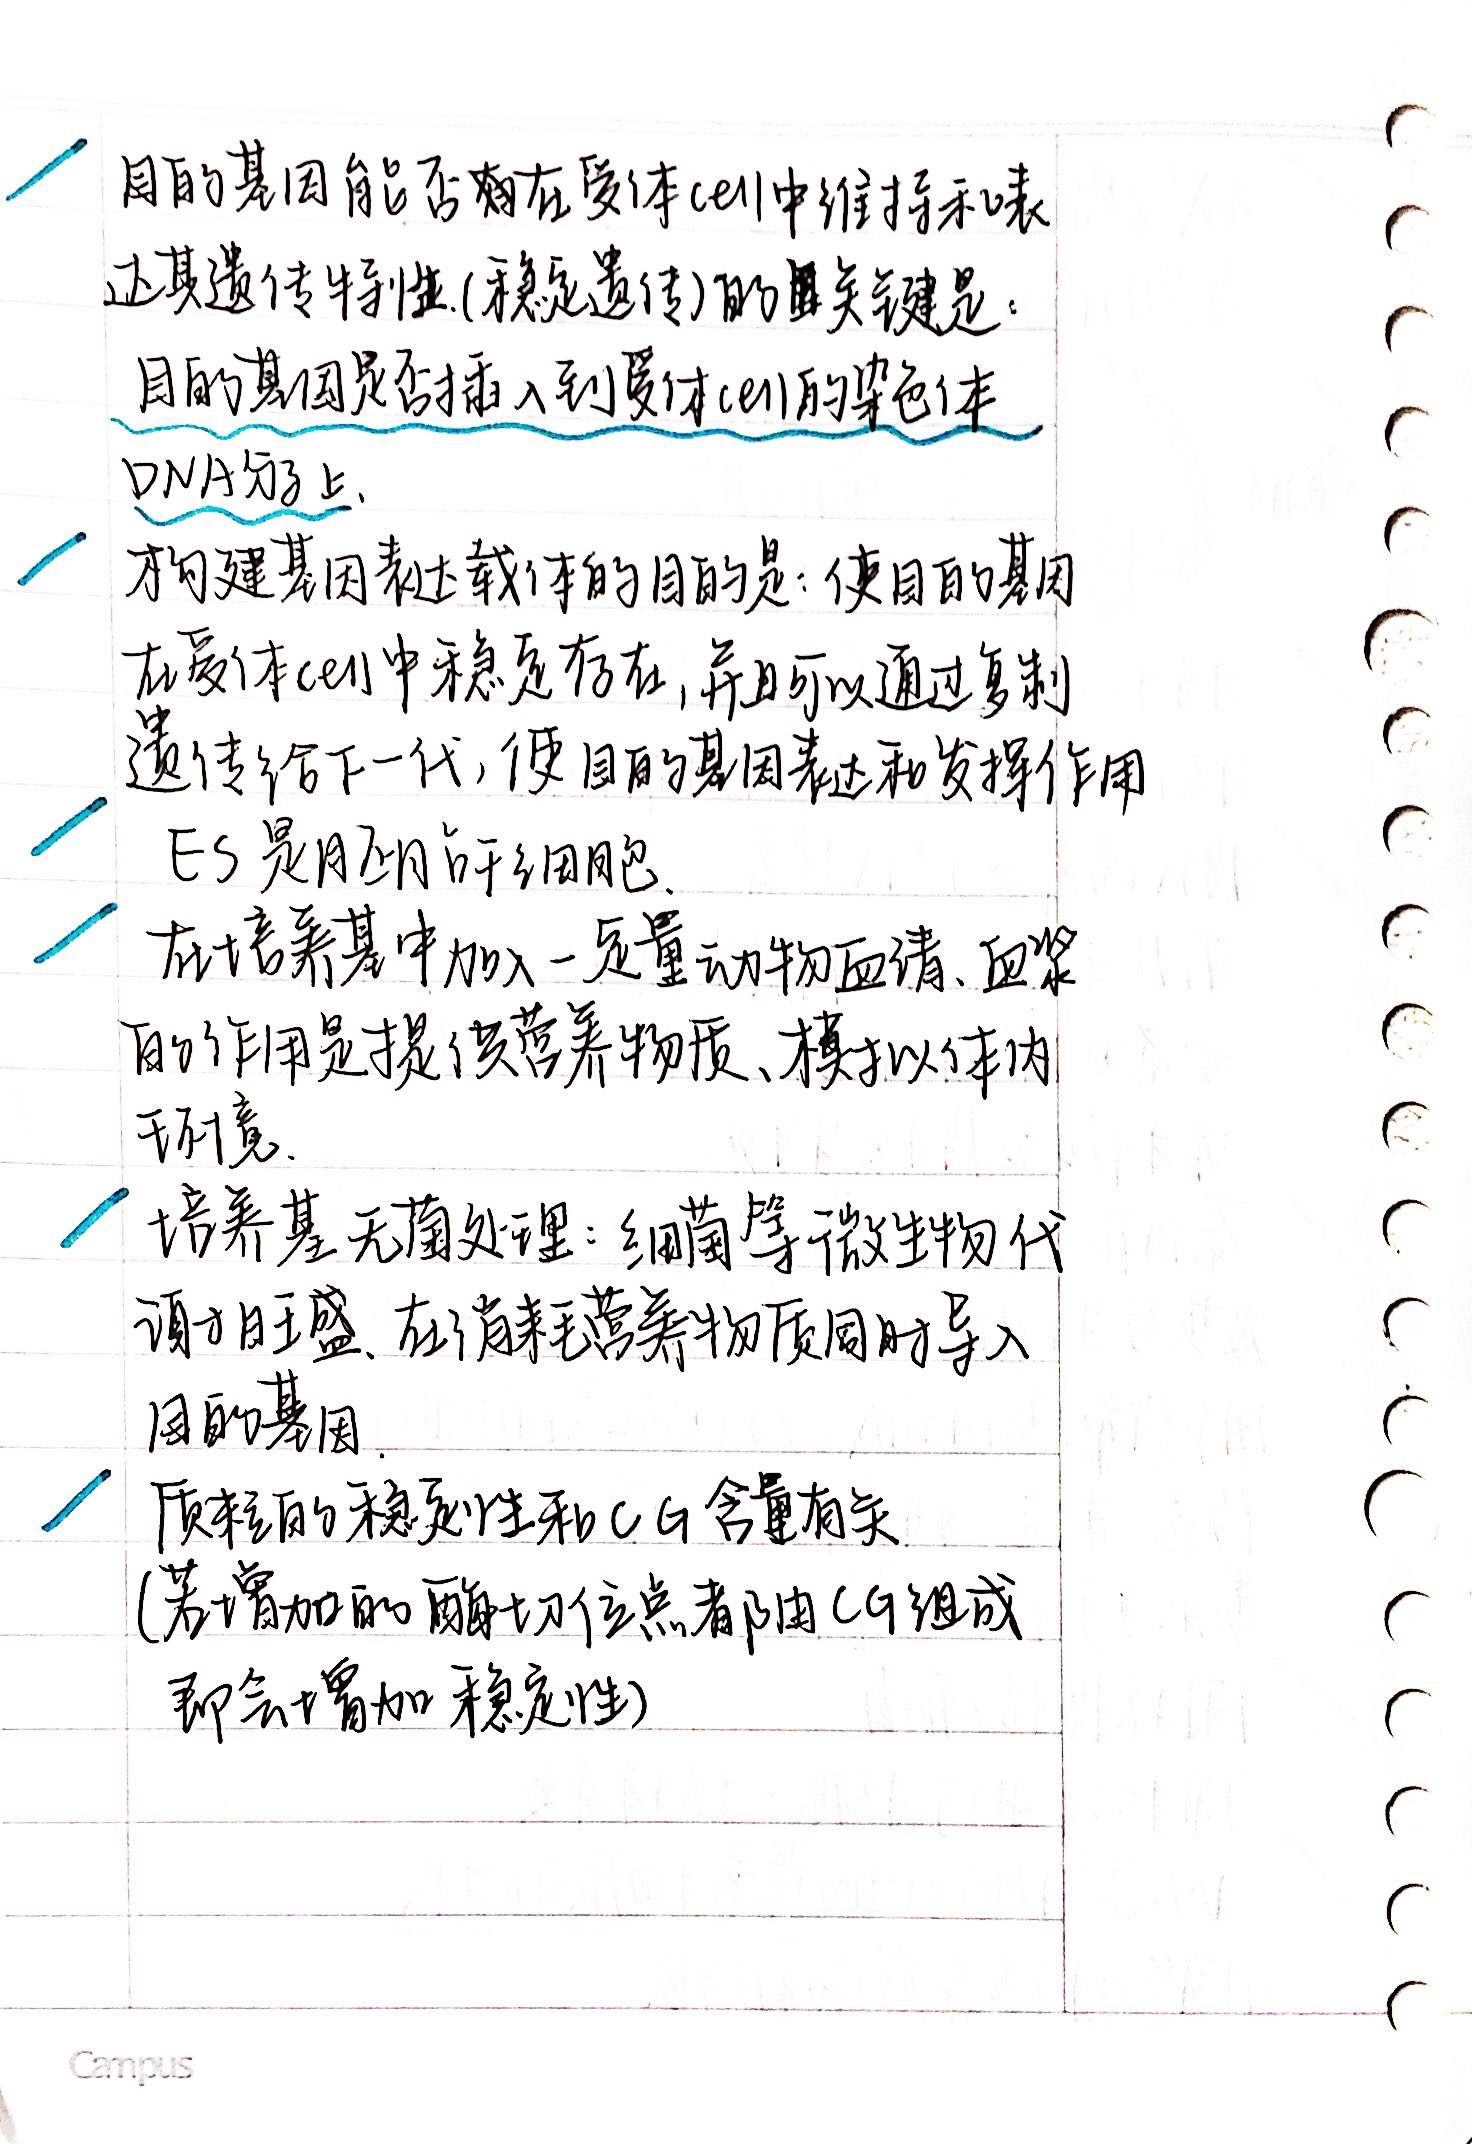 目的基因能否在受体cell中维持和表
达其遗传特性.(稳定遗传)的关键是:
目的基因是否插入到受体cell的染色体
DNA分子上、
构建基因表达载体的目的是:使目的基因
在受体cell中稳定存在,并且可以通过复制
遗传给下一代,使目的基因表达和发挥作用
ES是胚胎干细胞.
在培养基中加入一定量动物血清、血浆
的作用是提供营养物质、模拟体内
环境.
培养基无菌处理:细菌等微生物代
谢力旺盛、在消耗营养物质同时导入
目的基因.
质粒的稳定性和CG含量有关
(若增加的酶切位点都由CG组成
即会增加稳定性)
Campus